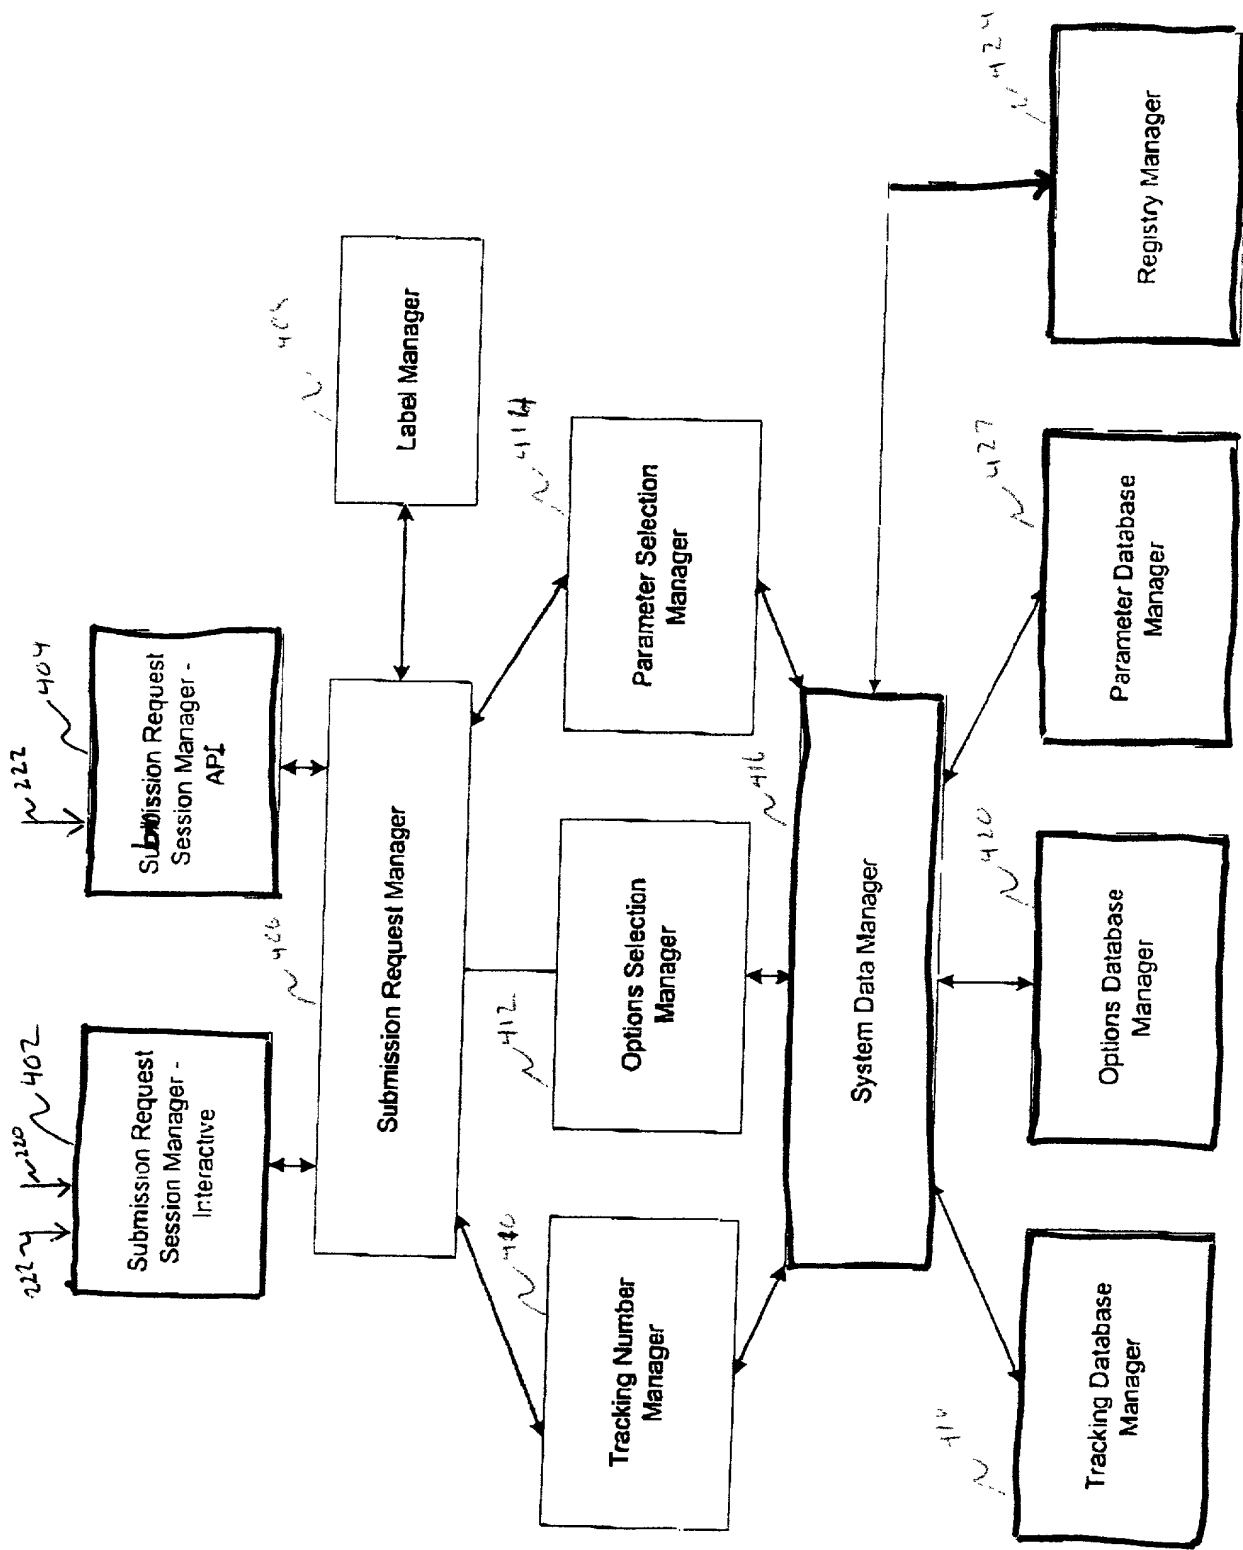 222
220
402
Submission Request
Session Manager -
Interactive
222
404
Submission Request
Session Manager -
API
Submission Request Manager
Label Manager
410
Tracking Number
Manager
412
Options Selection
Manager
Parameter Selection
Manager
416
System Data Manager
Tracking Database
Manager
420
Options Database
Manager
427
Parameter Database
Manager
424
Registry Manager